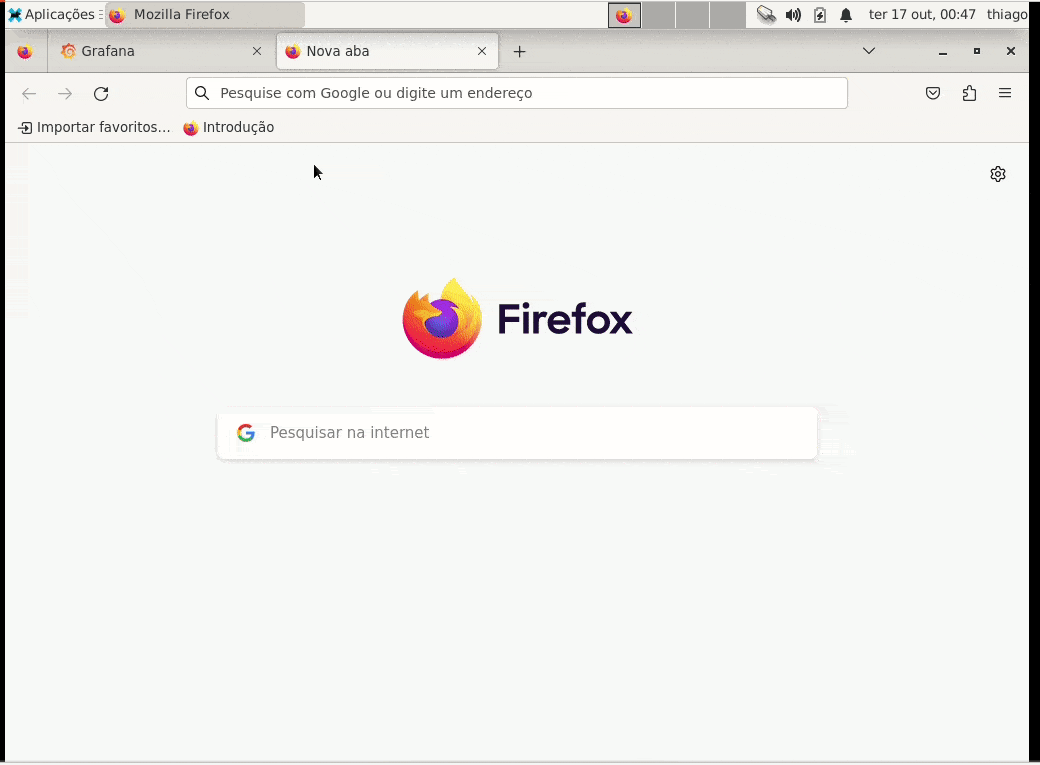 Aplicações
Mozilla Firefox
ter 17 out, 00:47
thiago
Grafana
Nova aba
Pesquise com Google ou digite um endereço
Importar favoritos...
Introdução
Firefox
Pesquisar na internet